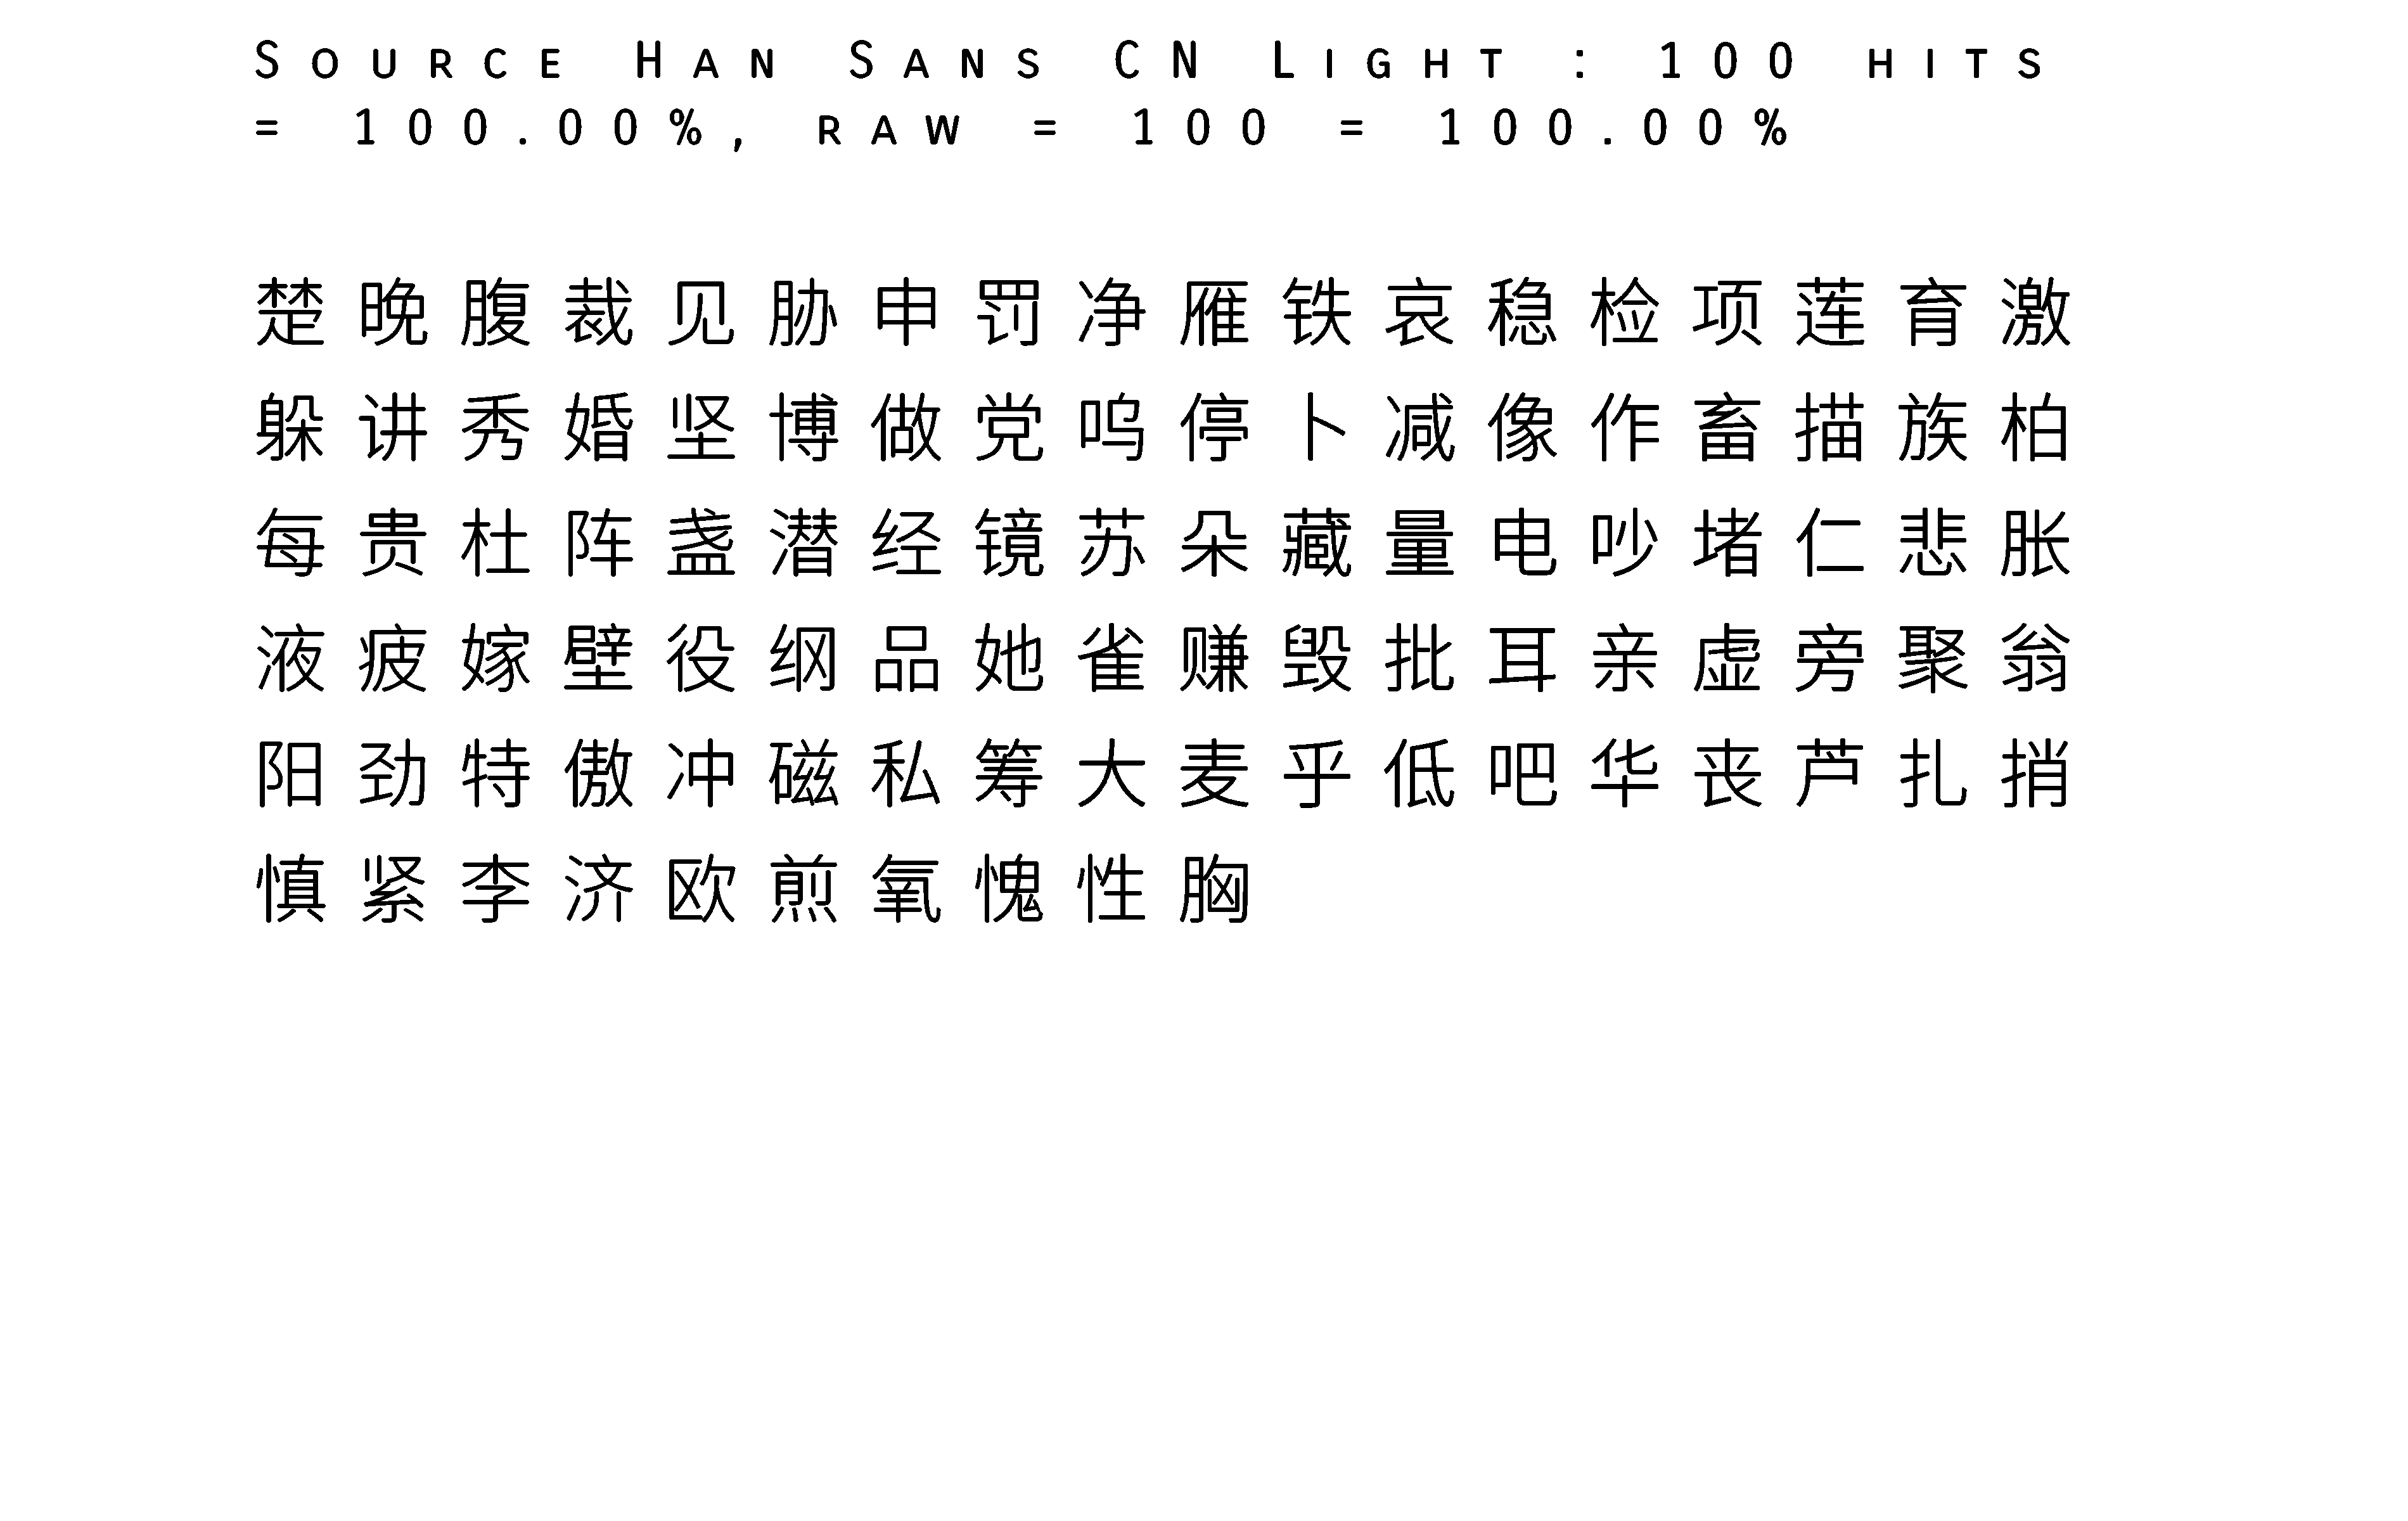 Source Han Sans CN Light : 100 hits
= 100.00%, raw = 100 = 100.00%
楚晚腹裁见胁申罚净雁铁哀稳检项莲育激
躲讲秀婚坚博做党呜停卜减像作畜描族柏
每贵杜阵盏潜经镜苏朵藏量电吵堵仁悲胀
液疲嫁壁役纲品她雀赚毁批耳亲虚旁聚翁
阳劲特傲冲磁私筹大麦乎低吧华丧芦扎捎
慎紧李济欧煎氧愧性胸